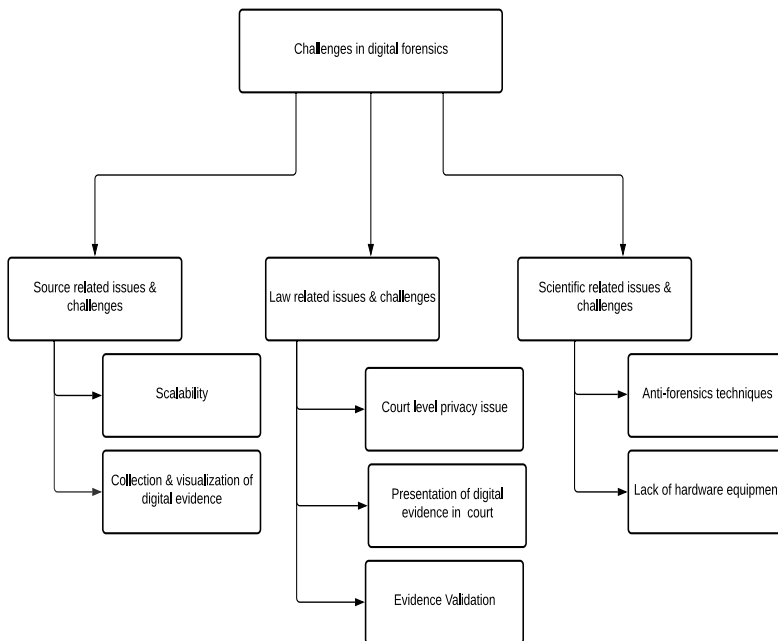 Challenges in digital forensics
Source related issues &
challenges
Law related issues & challenges
Scientific related issues &
challenges
Scalability
Collection & visualization of
digital evidence
Court level privacy issue
Presentation of digital
evidence in court
Evidence Validation
Anti-forensics techniques
Lack of hardware equipment